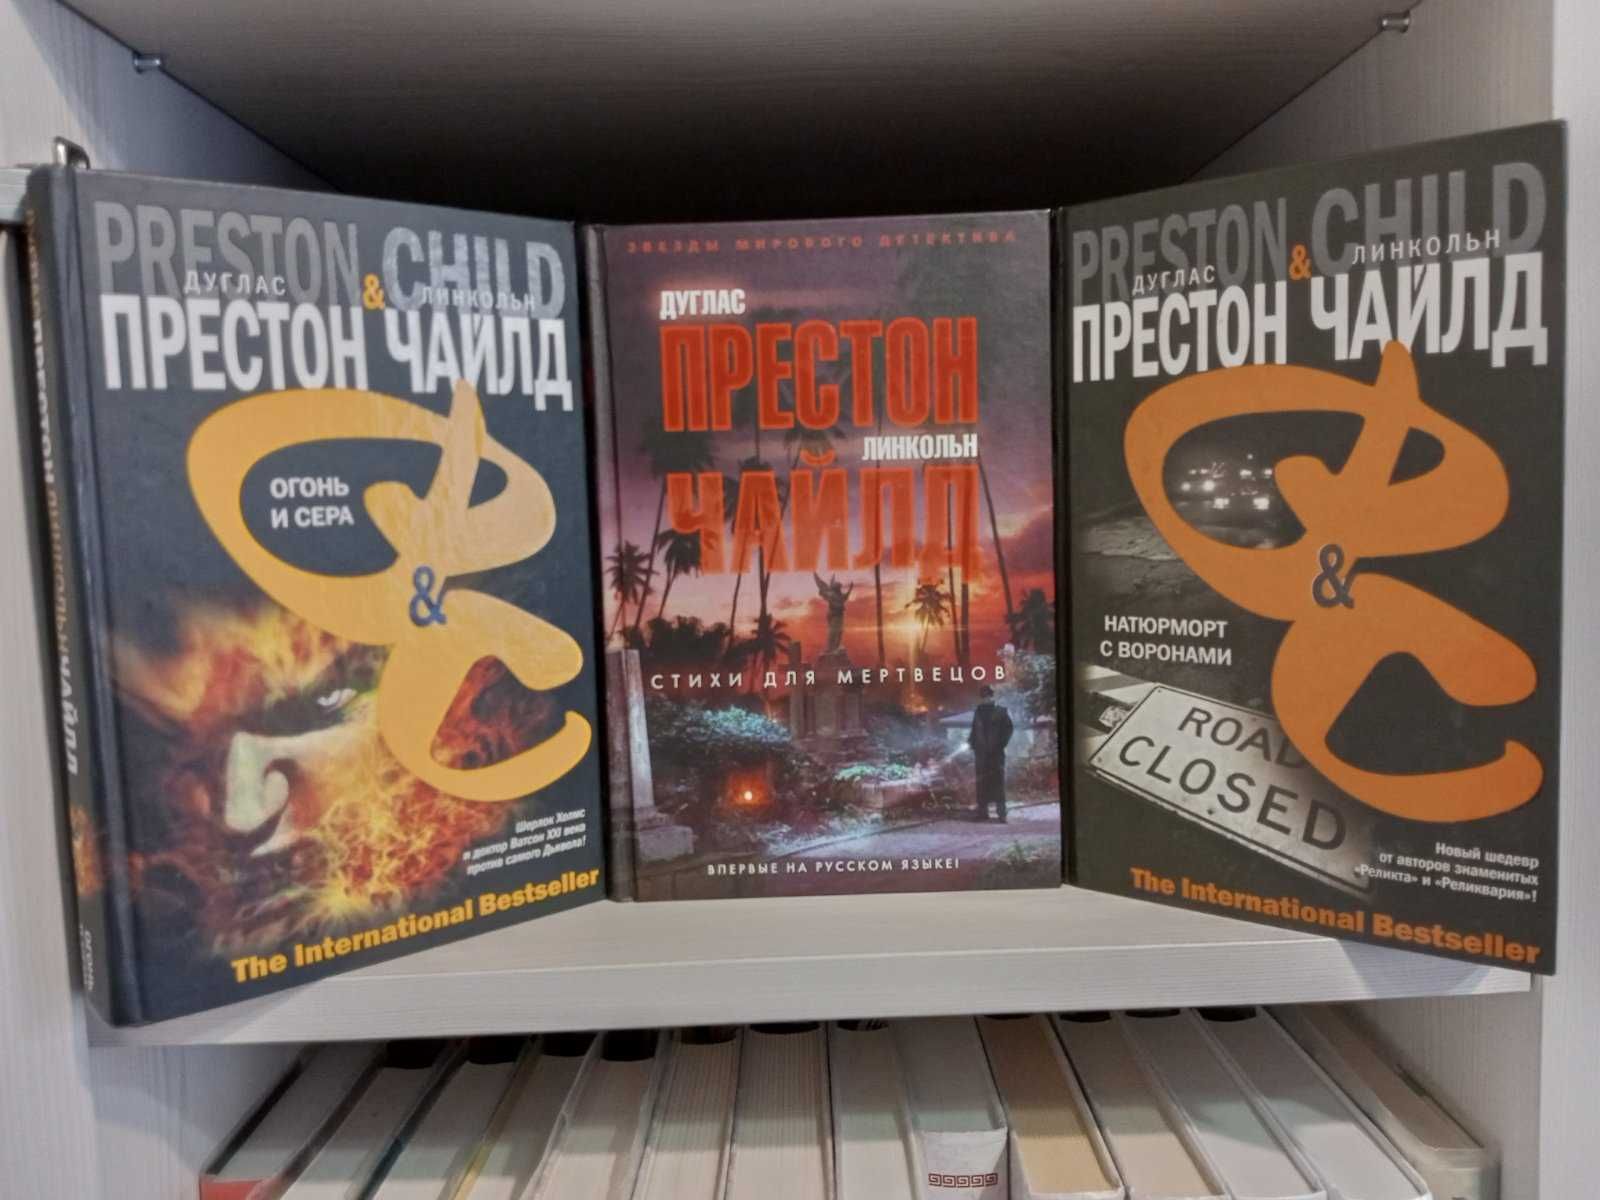 PRESTON & CHILD
ДУГЛАС ЛИНКОЛЬН
ПРЕСТОН ЧАЙЛД
ОГОНЬ
И СЕРА
&
Шерлок Холмс
и доктор Ватсон XXI века
против самого Дьявола!
The International Bestseller
ЗВЕЗДЫ МИРОВОГО ДЕТЕКТИВА
ДУГЛАС
ПРЕСТОН
ЛИНКОЛЬН
ЧАЙЛД
СТИХИ ДЛЯ МЕРТВЕЦОВ
ВПЕРВЫЕ НА РУССКОМ ЯЗЫКЕ!
PRESTON & CHILD
ДУГЛАС ЛИНКОЛЬН
ПРЕСТОН ЧАЙЛД
&
НАТЮРМОРТ
С ВОРОНАМИ
ROAD
CLOSED
Новый шедевр
от авторов знаменитых
«Реликта» и «Реликвария»!
The International Bestseller